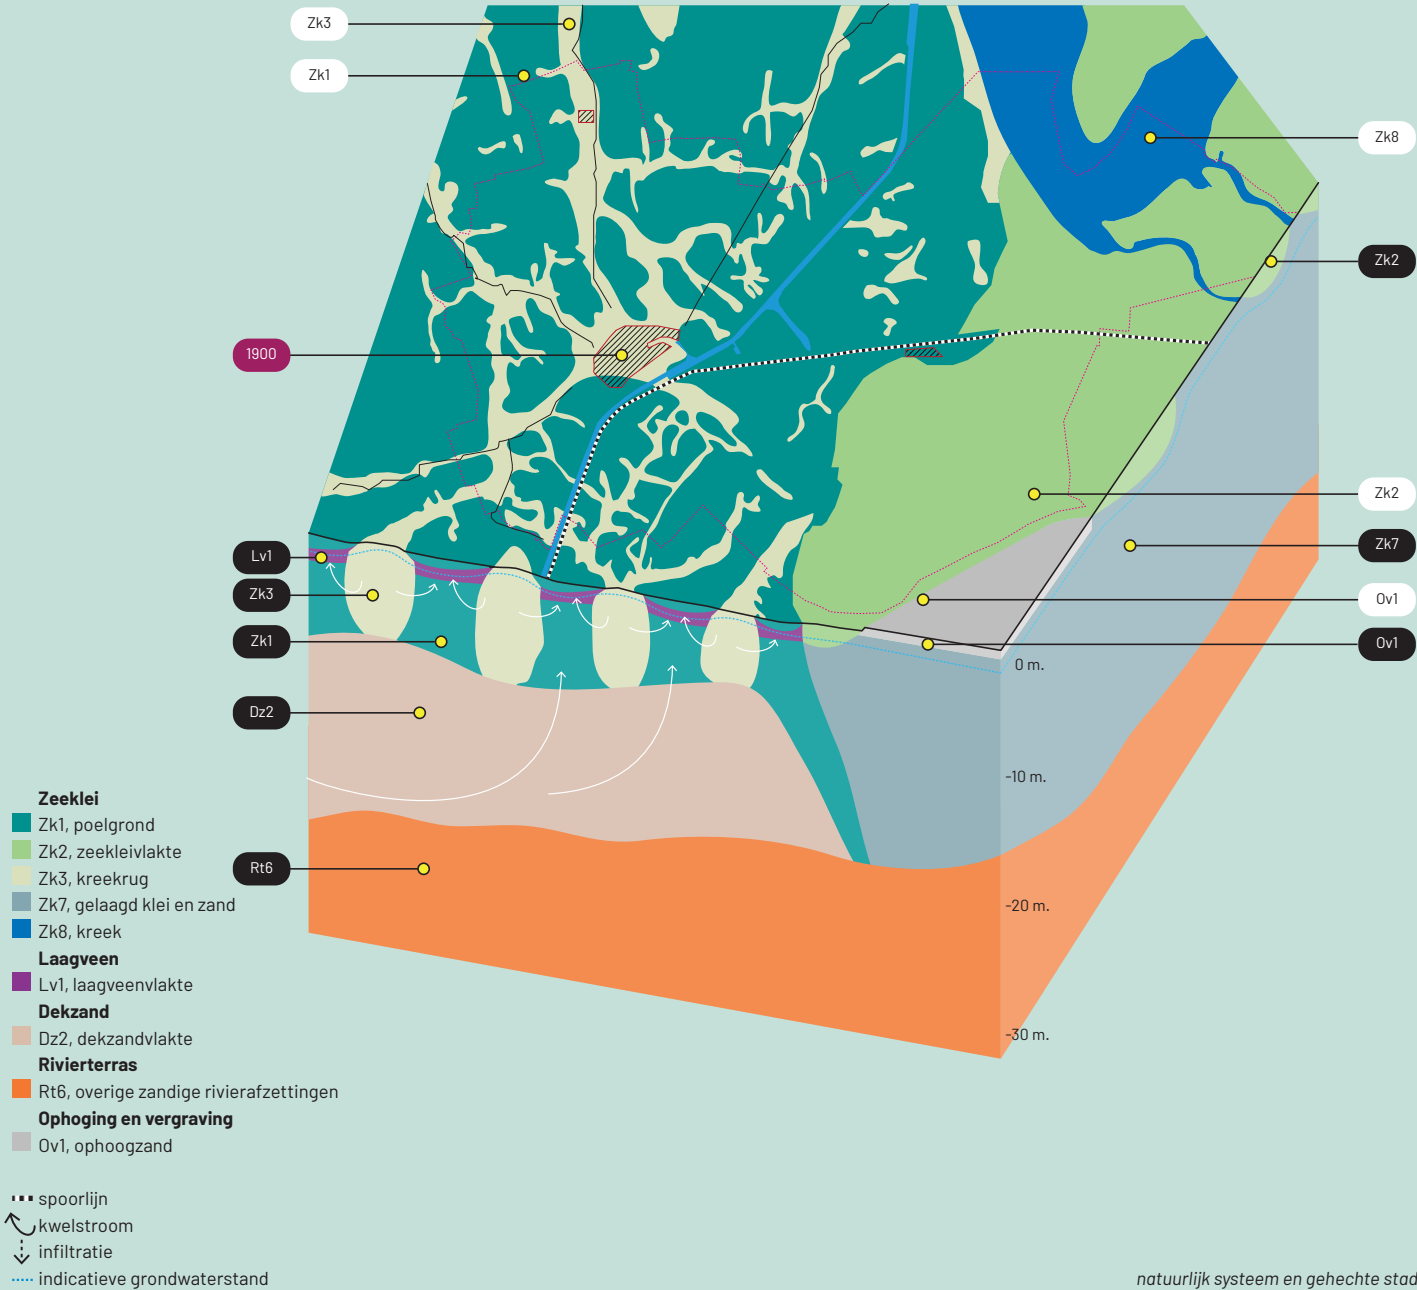 Zk3
Zk1
Zk8
Zk2
1900
Zk2
Zk7
Lv1
Zk3
Ov1
Zk1
Ov1
0 m.
Dz2
-10 m.
Zeeklei
Zk1, poelgrond
Zk2, zeekleivlakte
Rt6
Zk3, kreekrug
Zk7, gelaagd klei en zand
-20 m.
Zk8, kreek
Laagveen
Lv1, laagveenvlakte
Dekzand
-30 m.
Dz2, dekzandvlakte
Rivierterras
Rt6, overige zandige rivierafzettingen
Ophoging en vergraving
Ov1, ophoogzand
spoorlijn
kwelstroom
infiltratie
indicatieve grondwaterstand
natuurlijk systeem en gehechte stad